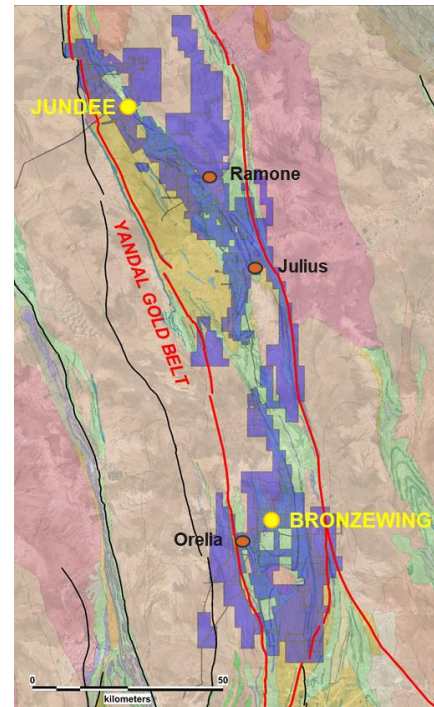 JUNDEE
Ramone
YANDAL GOLD BELT
Julius
BRONZEWING
Orelia
0
50
kilometers